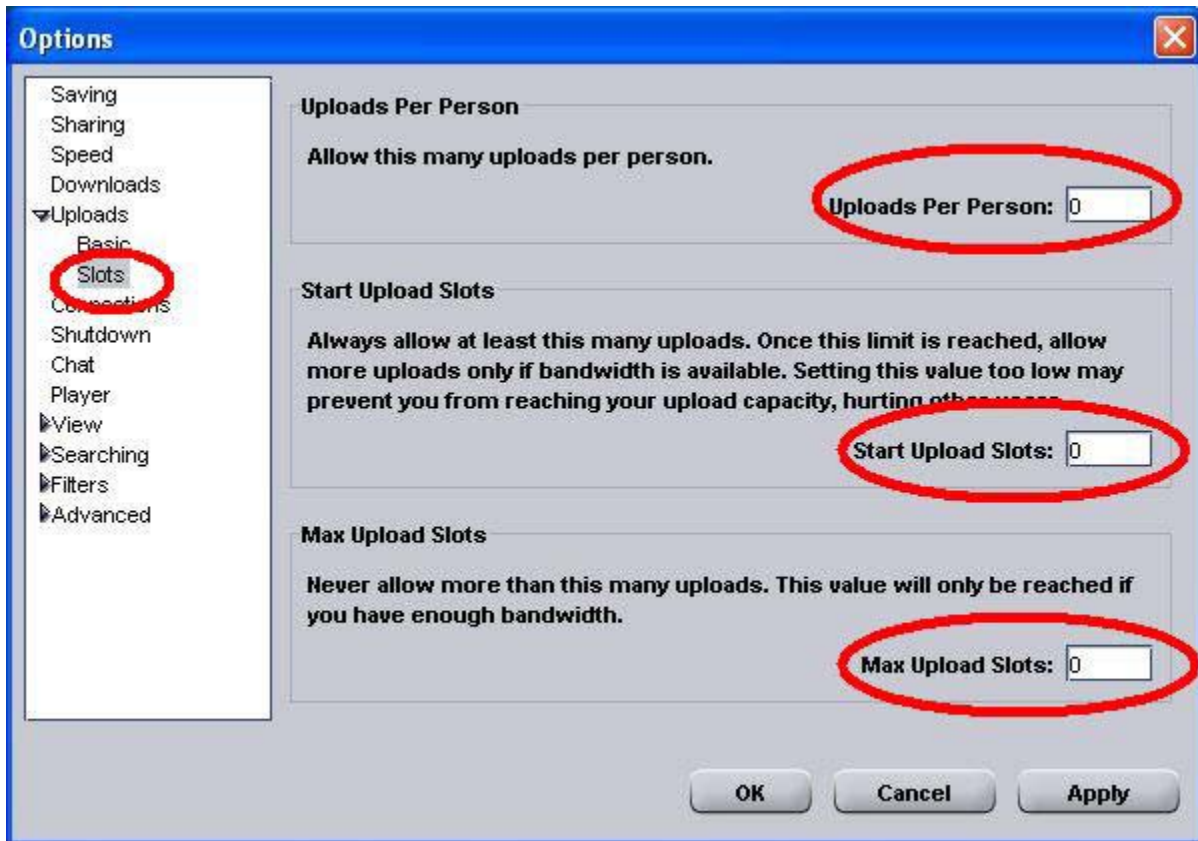 Options
Saving
Sharing
Speed
Downloads
Uploads
Basic
Slots
Connections
Shutdown
Chat
Player
View
Searching
Filters
Advanced
Uploads Per Person
Allow this many uploads per person.
Uploads Per Person: 0
Start Upload Slots
Always allow at least this many uploads. Once this limit is reached, allow
more uploads only if bandwidth is available. Setting this value too low may
prevent you from reaching your upload capacity, hurting other users.
Start Upload Slots: 0
Max Upload Slots
Never allow more than this many uploads. This value will only be reached if
you have enough bandwidth.
Max Upload Slots: 0
OK
Cancel
Apply